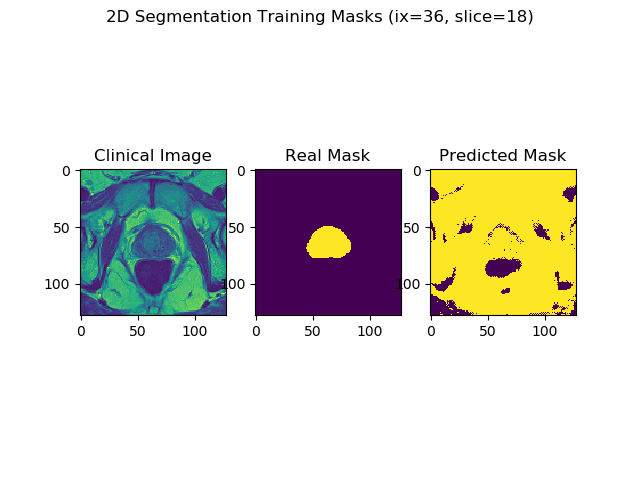 2D Segmentation Training Masks (ix=36, slice=18)
Clinical Image Real Mask Predicted Mask
0 0 0
50 50 50
100 100 100
0 50 100 0 50 100 0 50 100